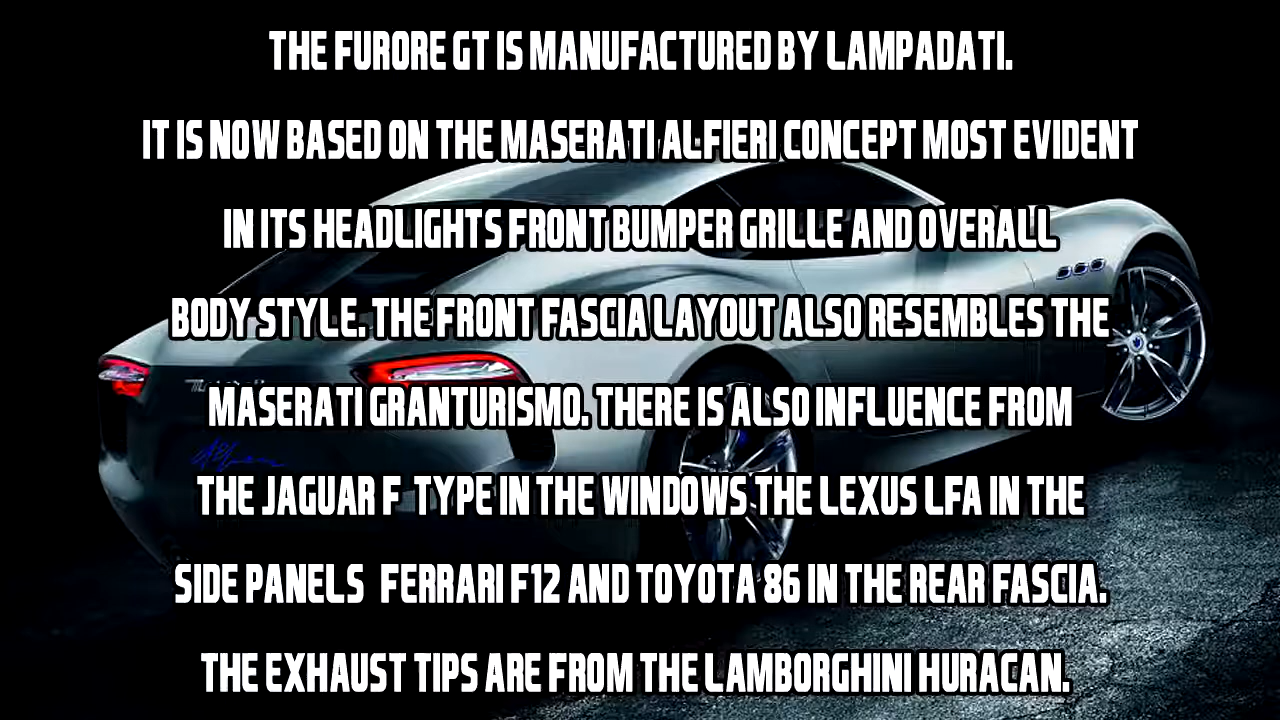 THE FURORE GT IS MANUFACTURED BY LAMPADATI.
IT IS NOW BASED ON THE MASERATI ALFIERI CONCEPT MOST EVIDENT
IN ITS HEADLIGHTS FRONT BUMPER GRILLE AND OVERALL
BODY STYLE. THE FRONT FASCIA LAYOUT ALSO RESEMBLES THE
MASERATI GRANTURISMO. THERE IS ALSO INFLUENCE FROM
THE JAGUAR F TYPE IN THE WINDOWS THE LEXUS LFA IN THE
SIDE PANELS FERRARI F12 AND TOYOTA 86 IN THE REAR FASCIA.
THE EXHAUST TIPS ARE FROM THE LAMBORGHINI HURACAN.